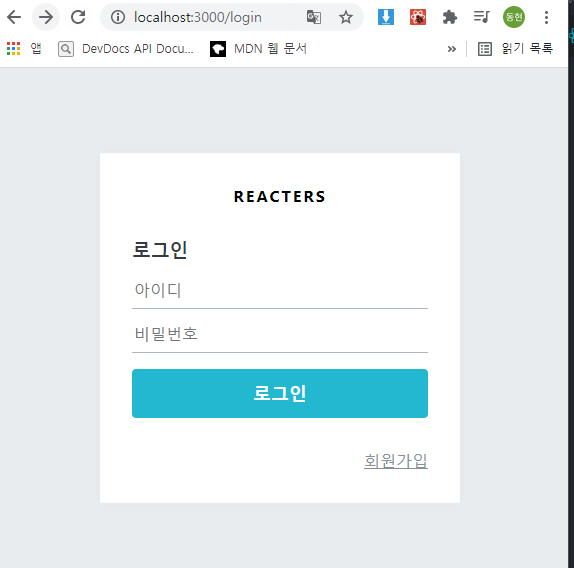 localhost:3000/login
동현
앱 DevDocs API Docu... MDN 웹 문서 » 읽기 목록
REACTERS
로그인
아이디
비밀번호
로그인
회원가입